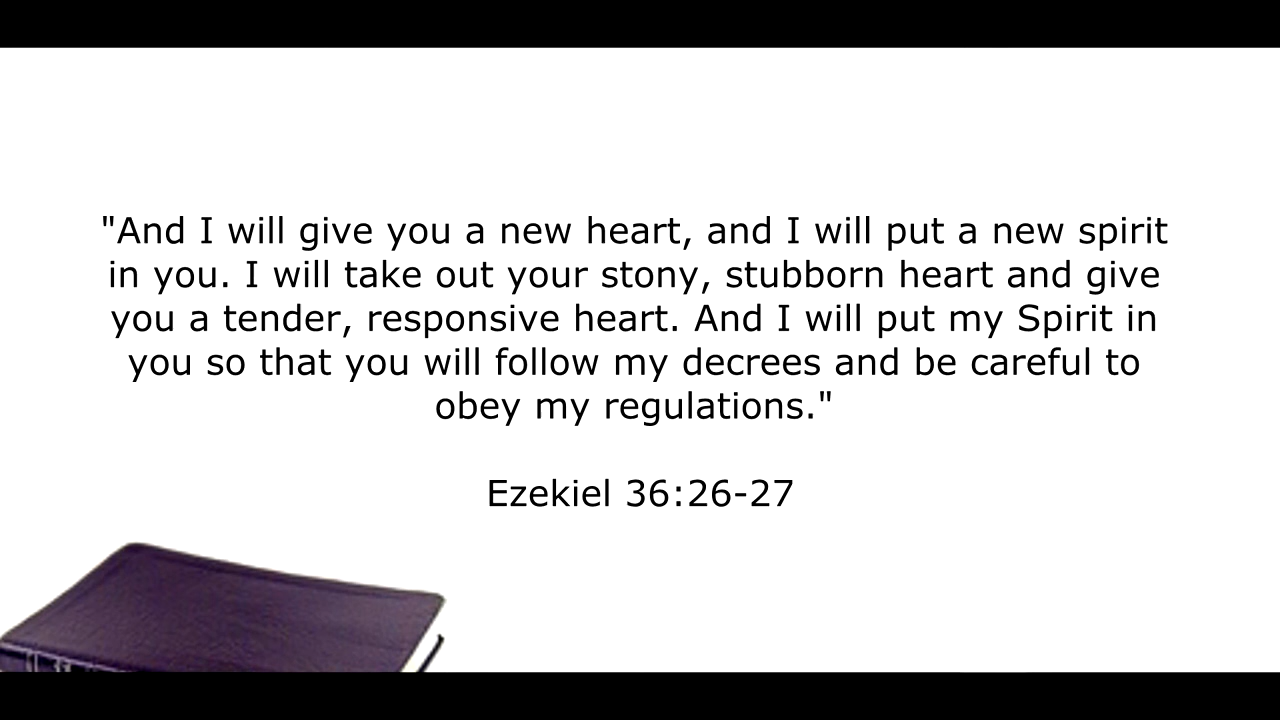 "And I will give you a new heart, and I will put a new spirit
in you. I will take out your stony, stubborn heart and give
you a tender, responsive heart. And I will put my Spirit in
you so that you will follow my decrees and be careful to
obey my regulations."
Ezekiel 36:26-27